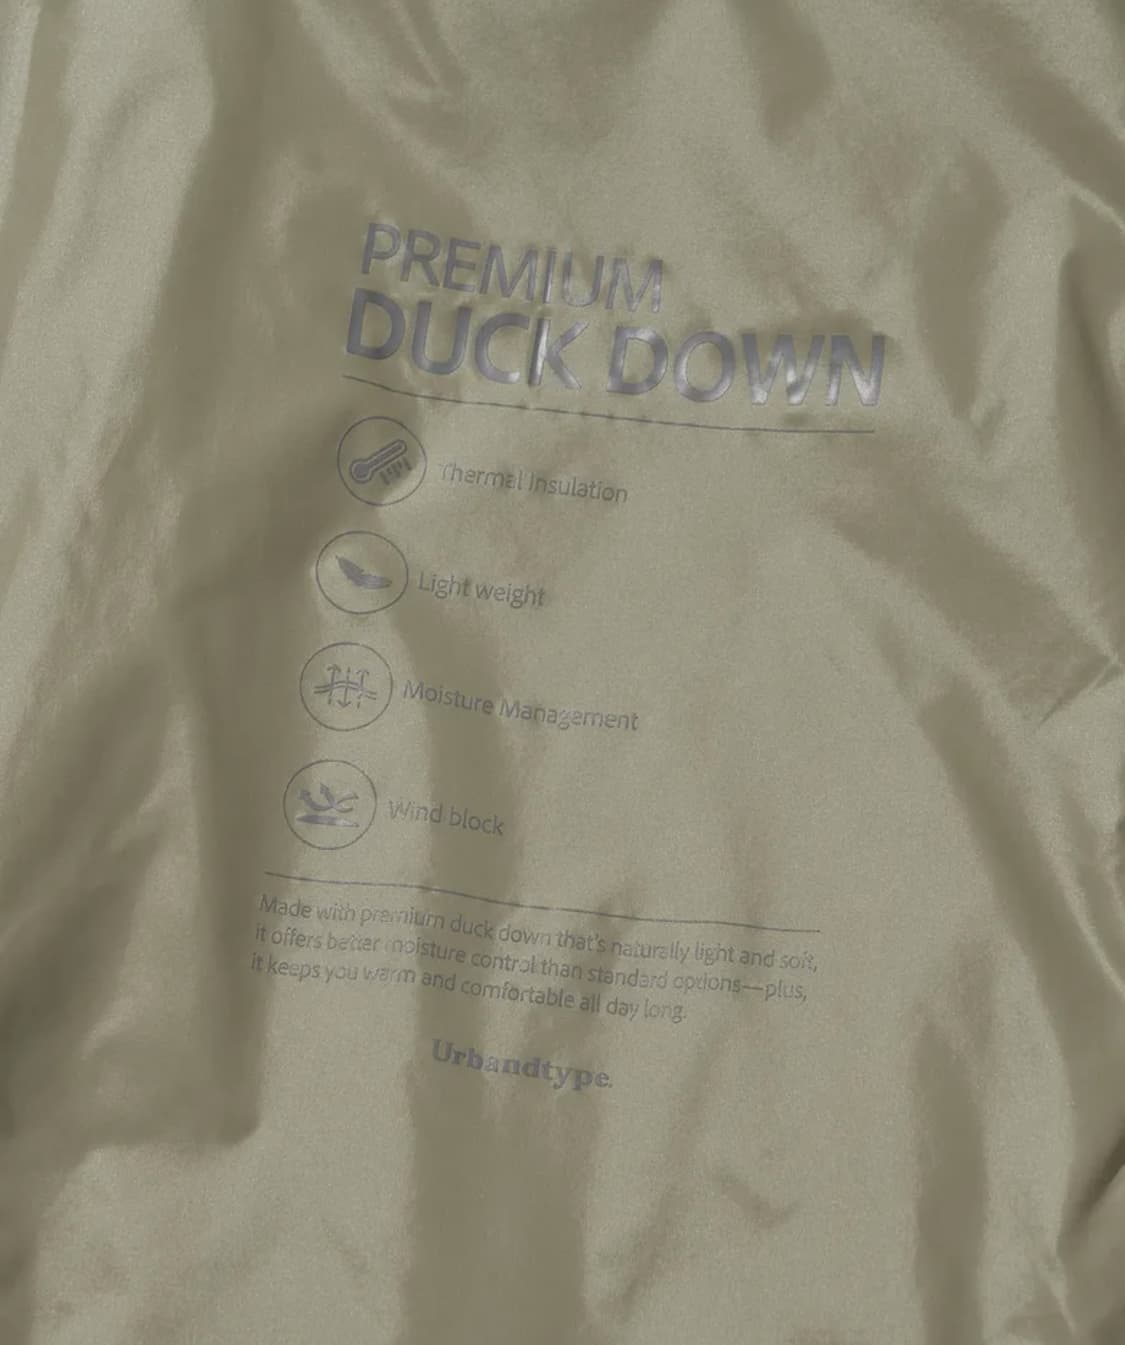 PREMIUM
DUCK DOWN
Thermal Insulation
Light weight
Moisture Management
Wind block
Made with premium duck down that's naturally light and soft,
it offers better moisture control than standard options—plus,
it keeps you warm and comfortable all day long.
Urbandtype.